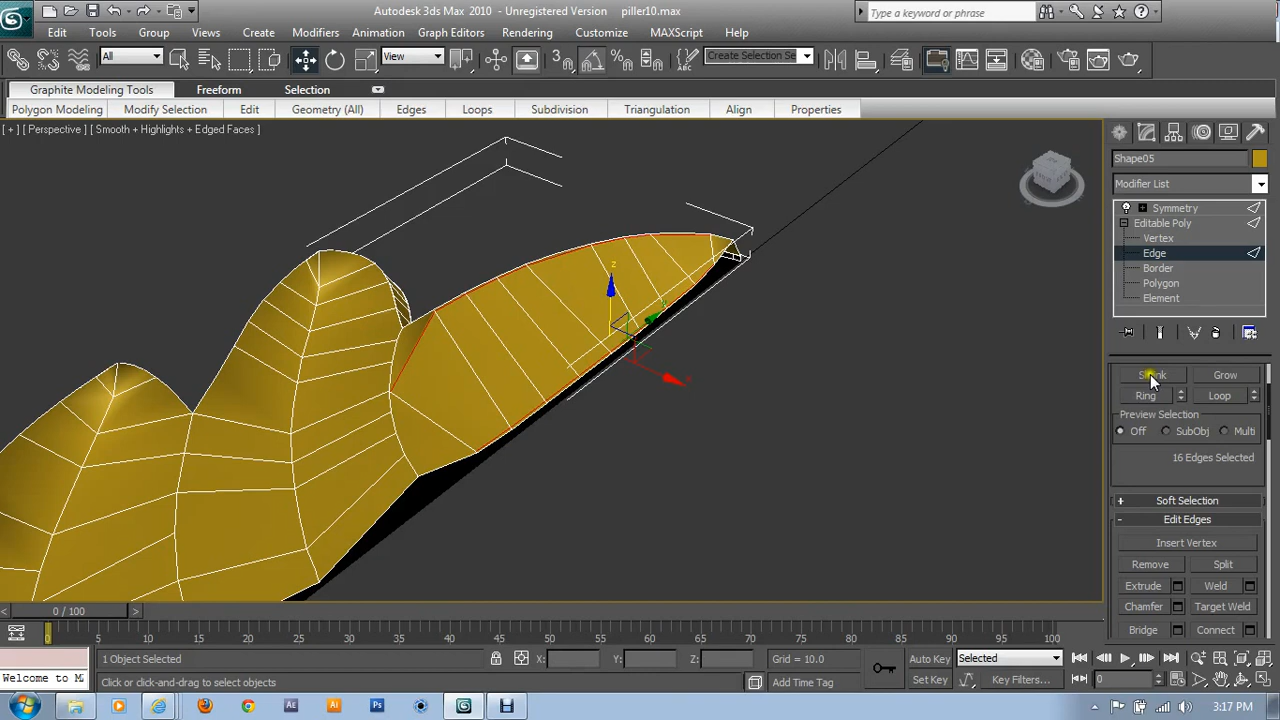 Autodesk 3ds Max 2010 - Unregistered Version piller10.max
Type a keyword or phrase
Edit Tools Group Views Create Modifiers Animation Graph Editors Rendering Customize MAXScript Help
All View Create Selection Se
Graphite Modeling Tools Freeform Selection
Polygon Modeling Modify Selection Edit Geometry (All) Edges Loops Subdivision Triangulation Align Properties
[ + ] [ Perspective ] [ Smooth + Highlights + Edged Faces ]
Shape05
Modifier List
Symmetry
Editable Poly
Vertex
Edge
Border
Polygon
Element
Grow
Ring Loop
Preview Selection
Off SubObj Multi
16 Edges Selected
+ Soft Selection
- Edit Edges
Insert Vertex
Remove Split
Extrude Weld
Chamfer Target Weld
Bridge Connect
z
< 0 / 100 >
0 5 10 15 20 25 30 35 40 45 50 55 60 65 70 75 80 85 90 95 100
1 Object Selected X: Y: Z: Grid = 10.0 Auto Key Selected
Welcome to M Click or click-and-drag to select objects Add Time Tag Set Key Key Filters... 0
3:17 PM